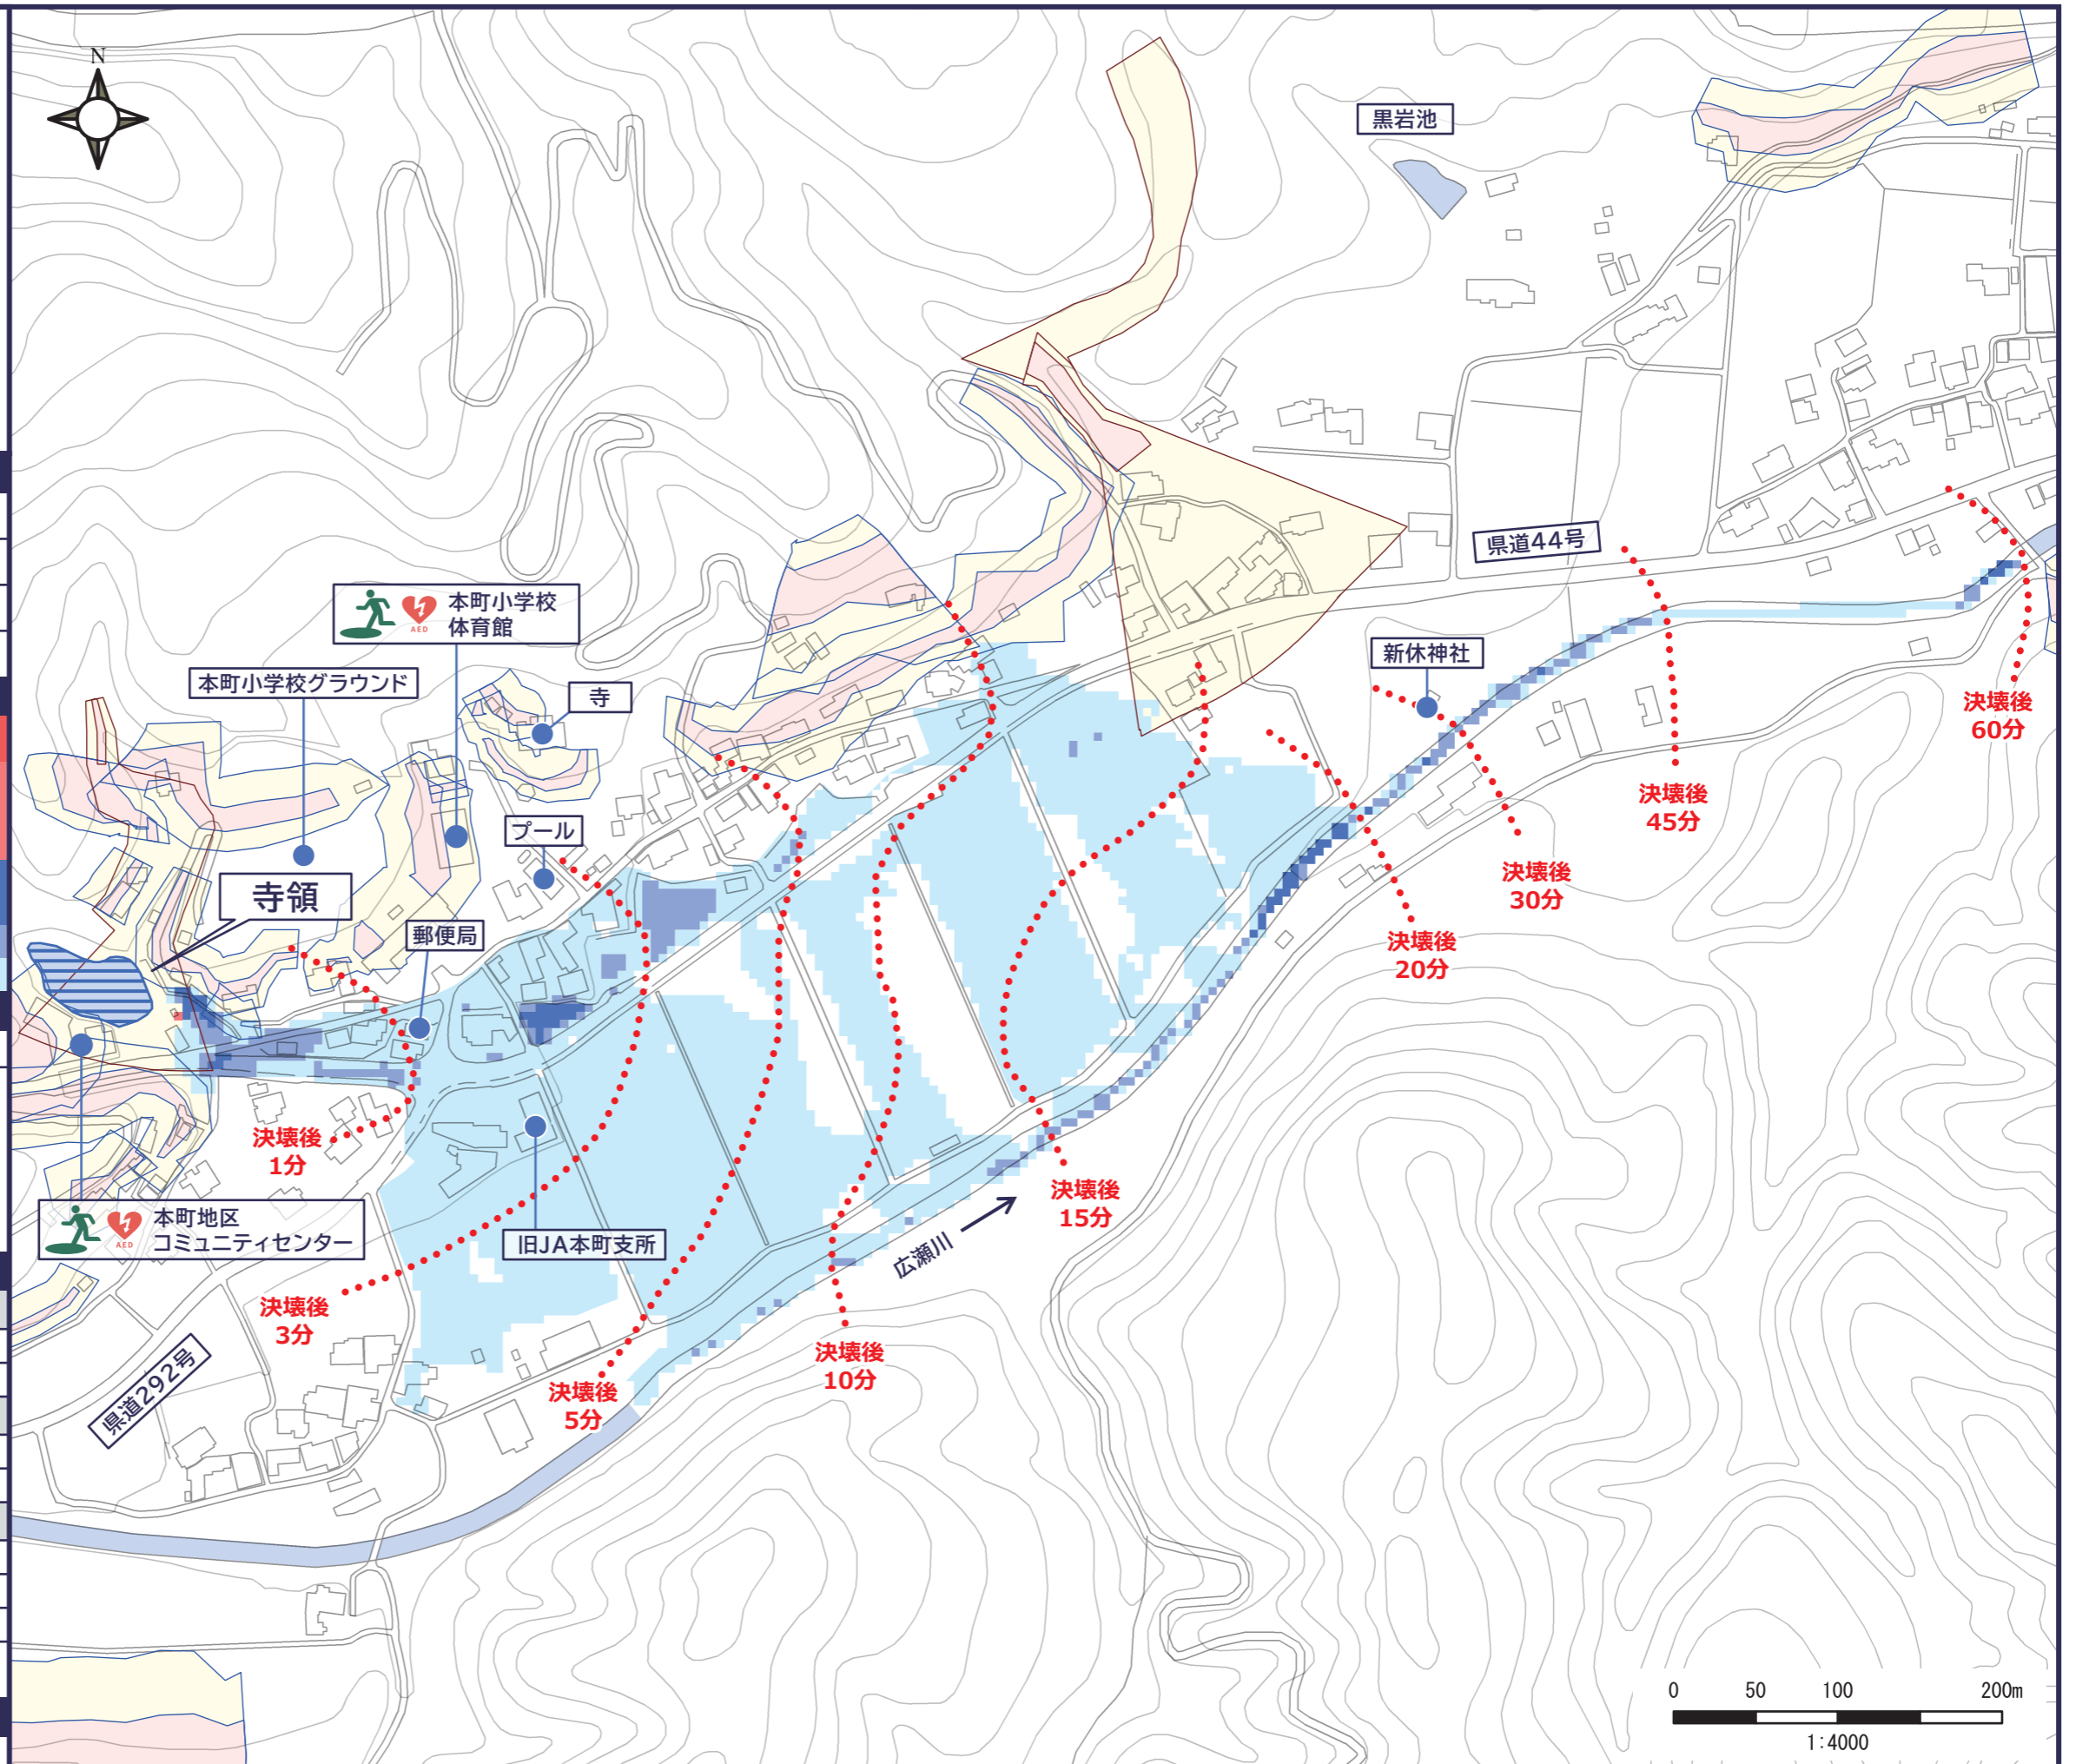 N
黒岩池
県道44号
本町小学校
体育館
AED
本町小学校グラウンド
寺
新休神社
決壊後
60分
決壊後
45分
プール
寺領
郵便局
決壊後
30分
決壊後
20分
決壊後
1分
決壊後
15分
本町地区
コミュニティセンター
AED
旧JA本町支所
広瀬川
決壊後
3分
決壊後
10分
決壊後
5分
県道292号
0 50 100 200m
1:4000